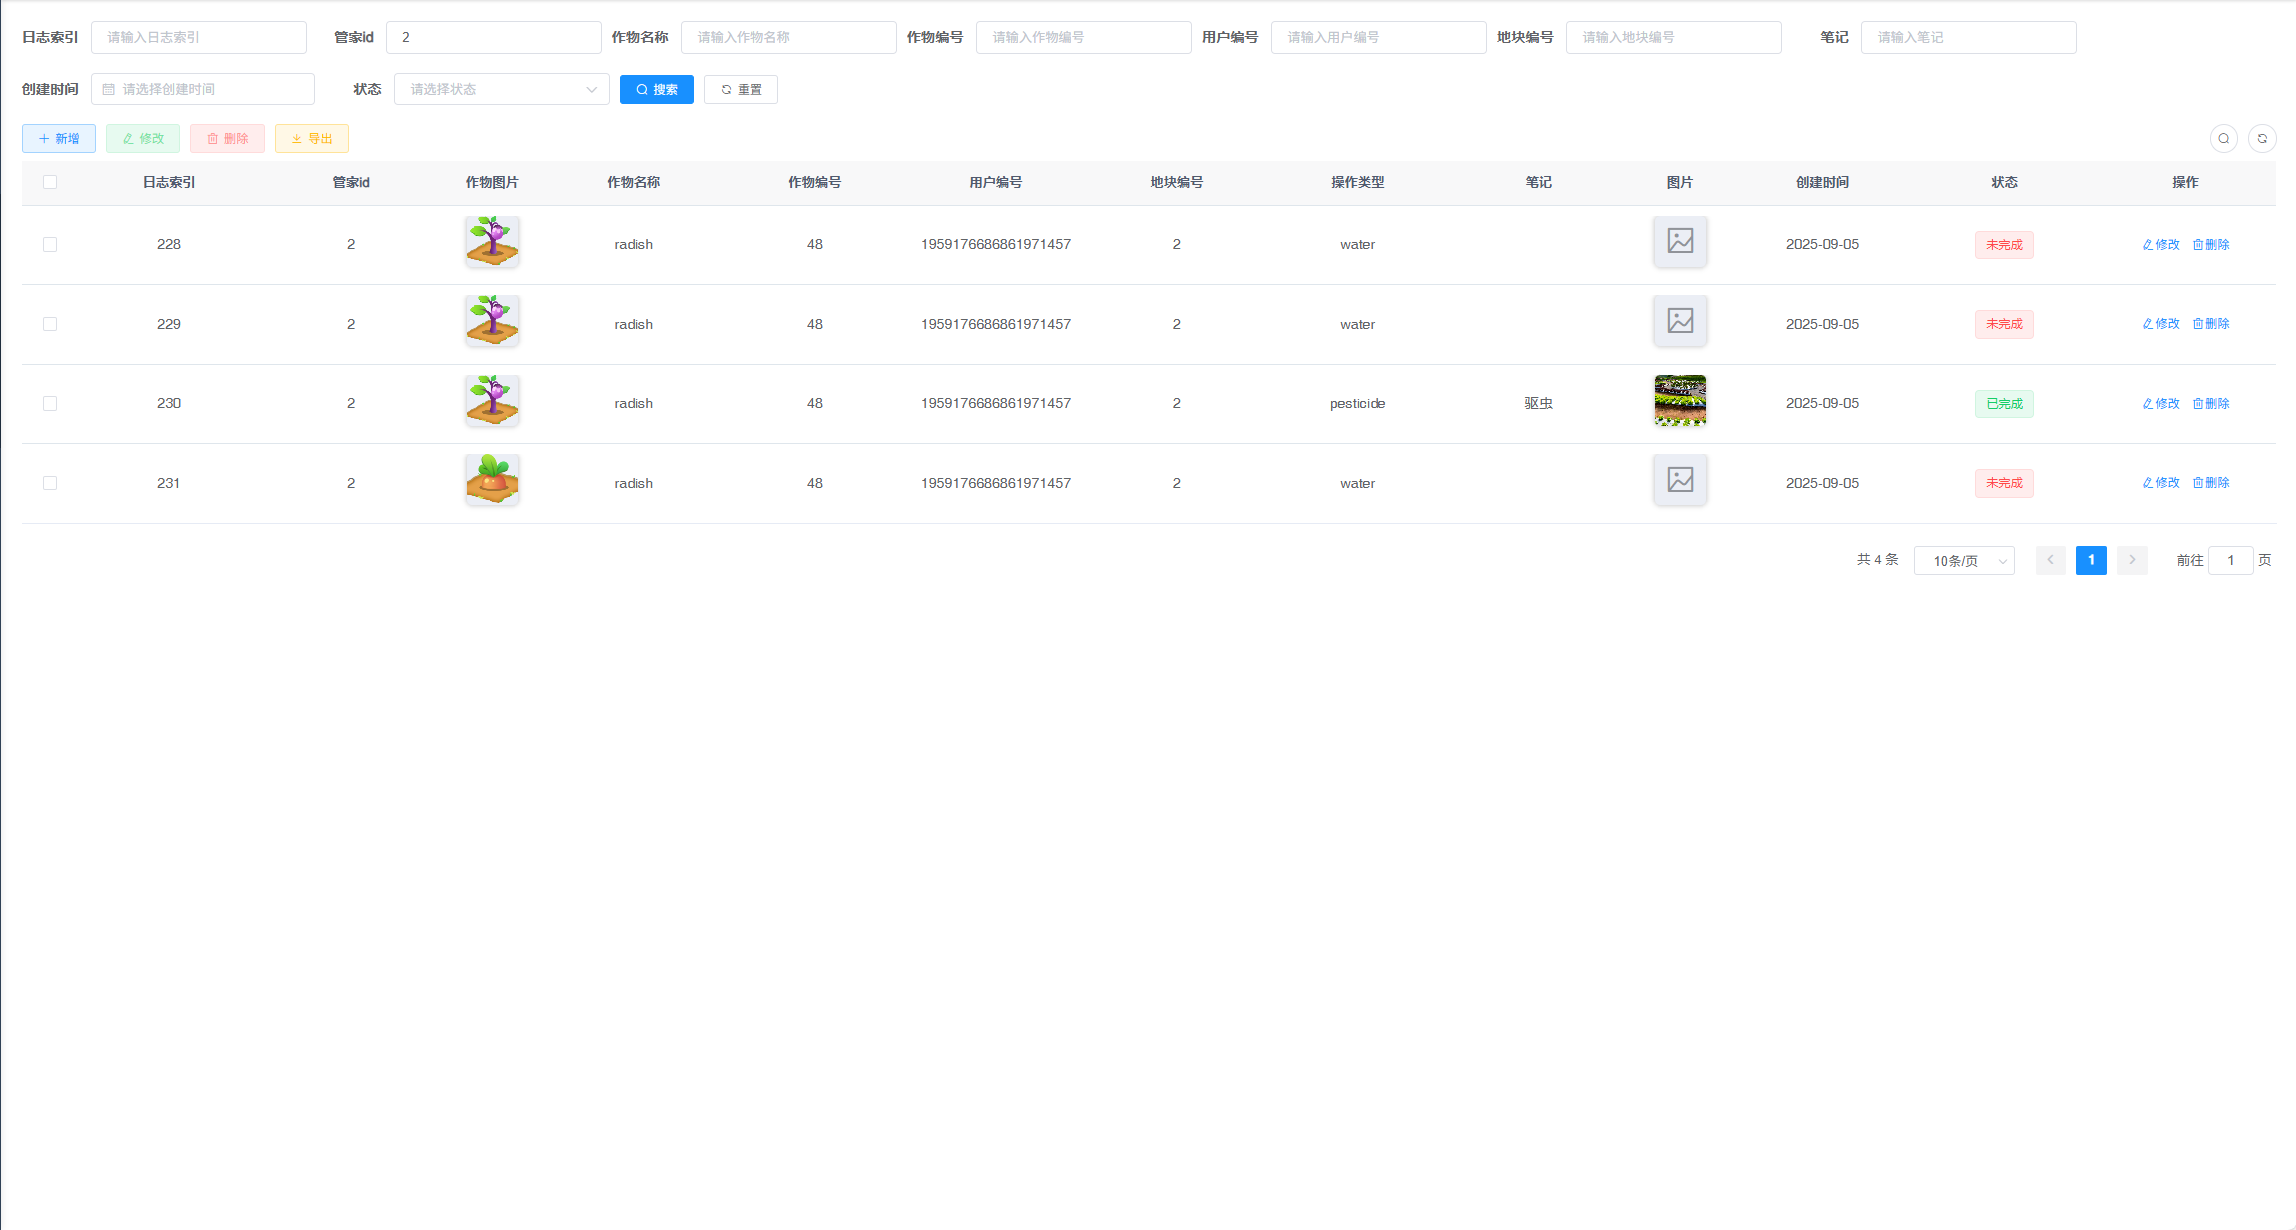 日志索引 请输入日志索引 管家id 2 作物名称 请输入作物名称 作物编号 请输入作物编号 用户编号 请输入用户编号 地块编号 请输入地块编号 笔记 请输入笔记
创建时间 请选择创建时间 状态 请选择状态 搜索 重置
新增 修改 删除 导出
日志索引 管家id 作物图片 作物名称 作物编号 用户编号 地块编号 操作类型 笔记 图片 创建时间 状态 操作
228 2 radish 48 1959176686861971457 2 water 2025-09-05 未完成 修改 删除
229 2 radish 48 1959176686861971457 2 water 2025-09-05 未完成 修改 删除
230 2 radish 48 1959176686861971457 2 pesticide 驱虫 2025-09-05 已完成 修改 删除
231 2 radish 48 1959176686861971457 2 water 2025-09-05 未完成 修改 删除
共 4 条 10条/页 1 前往 1 页